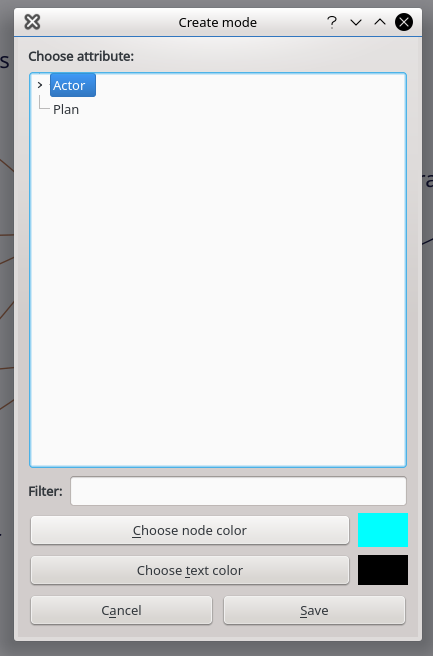 Create mode
Choose attribute:
Actor
Plan
Filter:
Choose node color
Choose text color
Cancel
Save